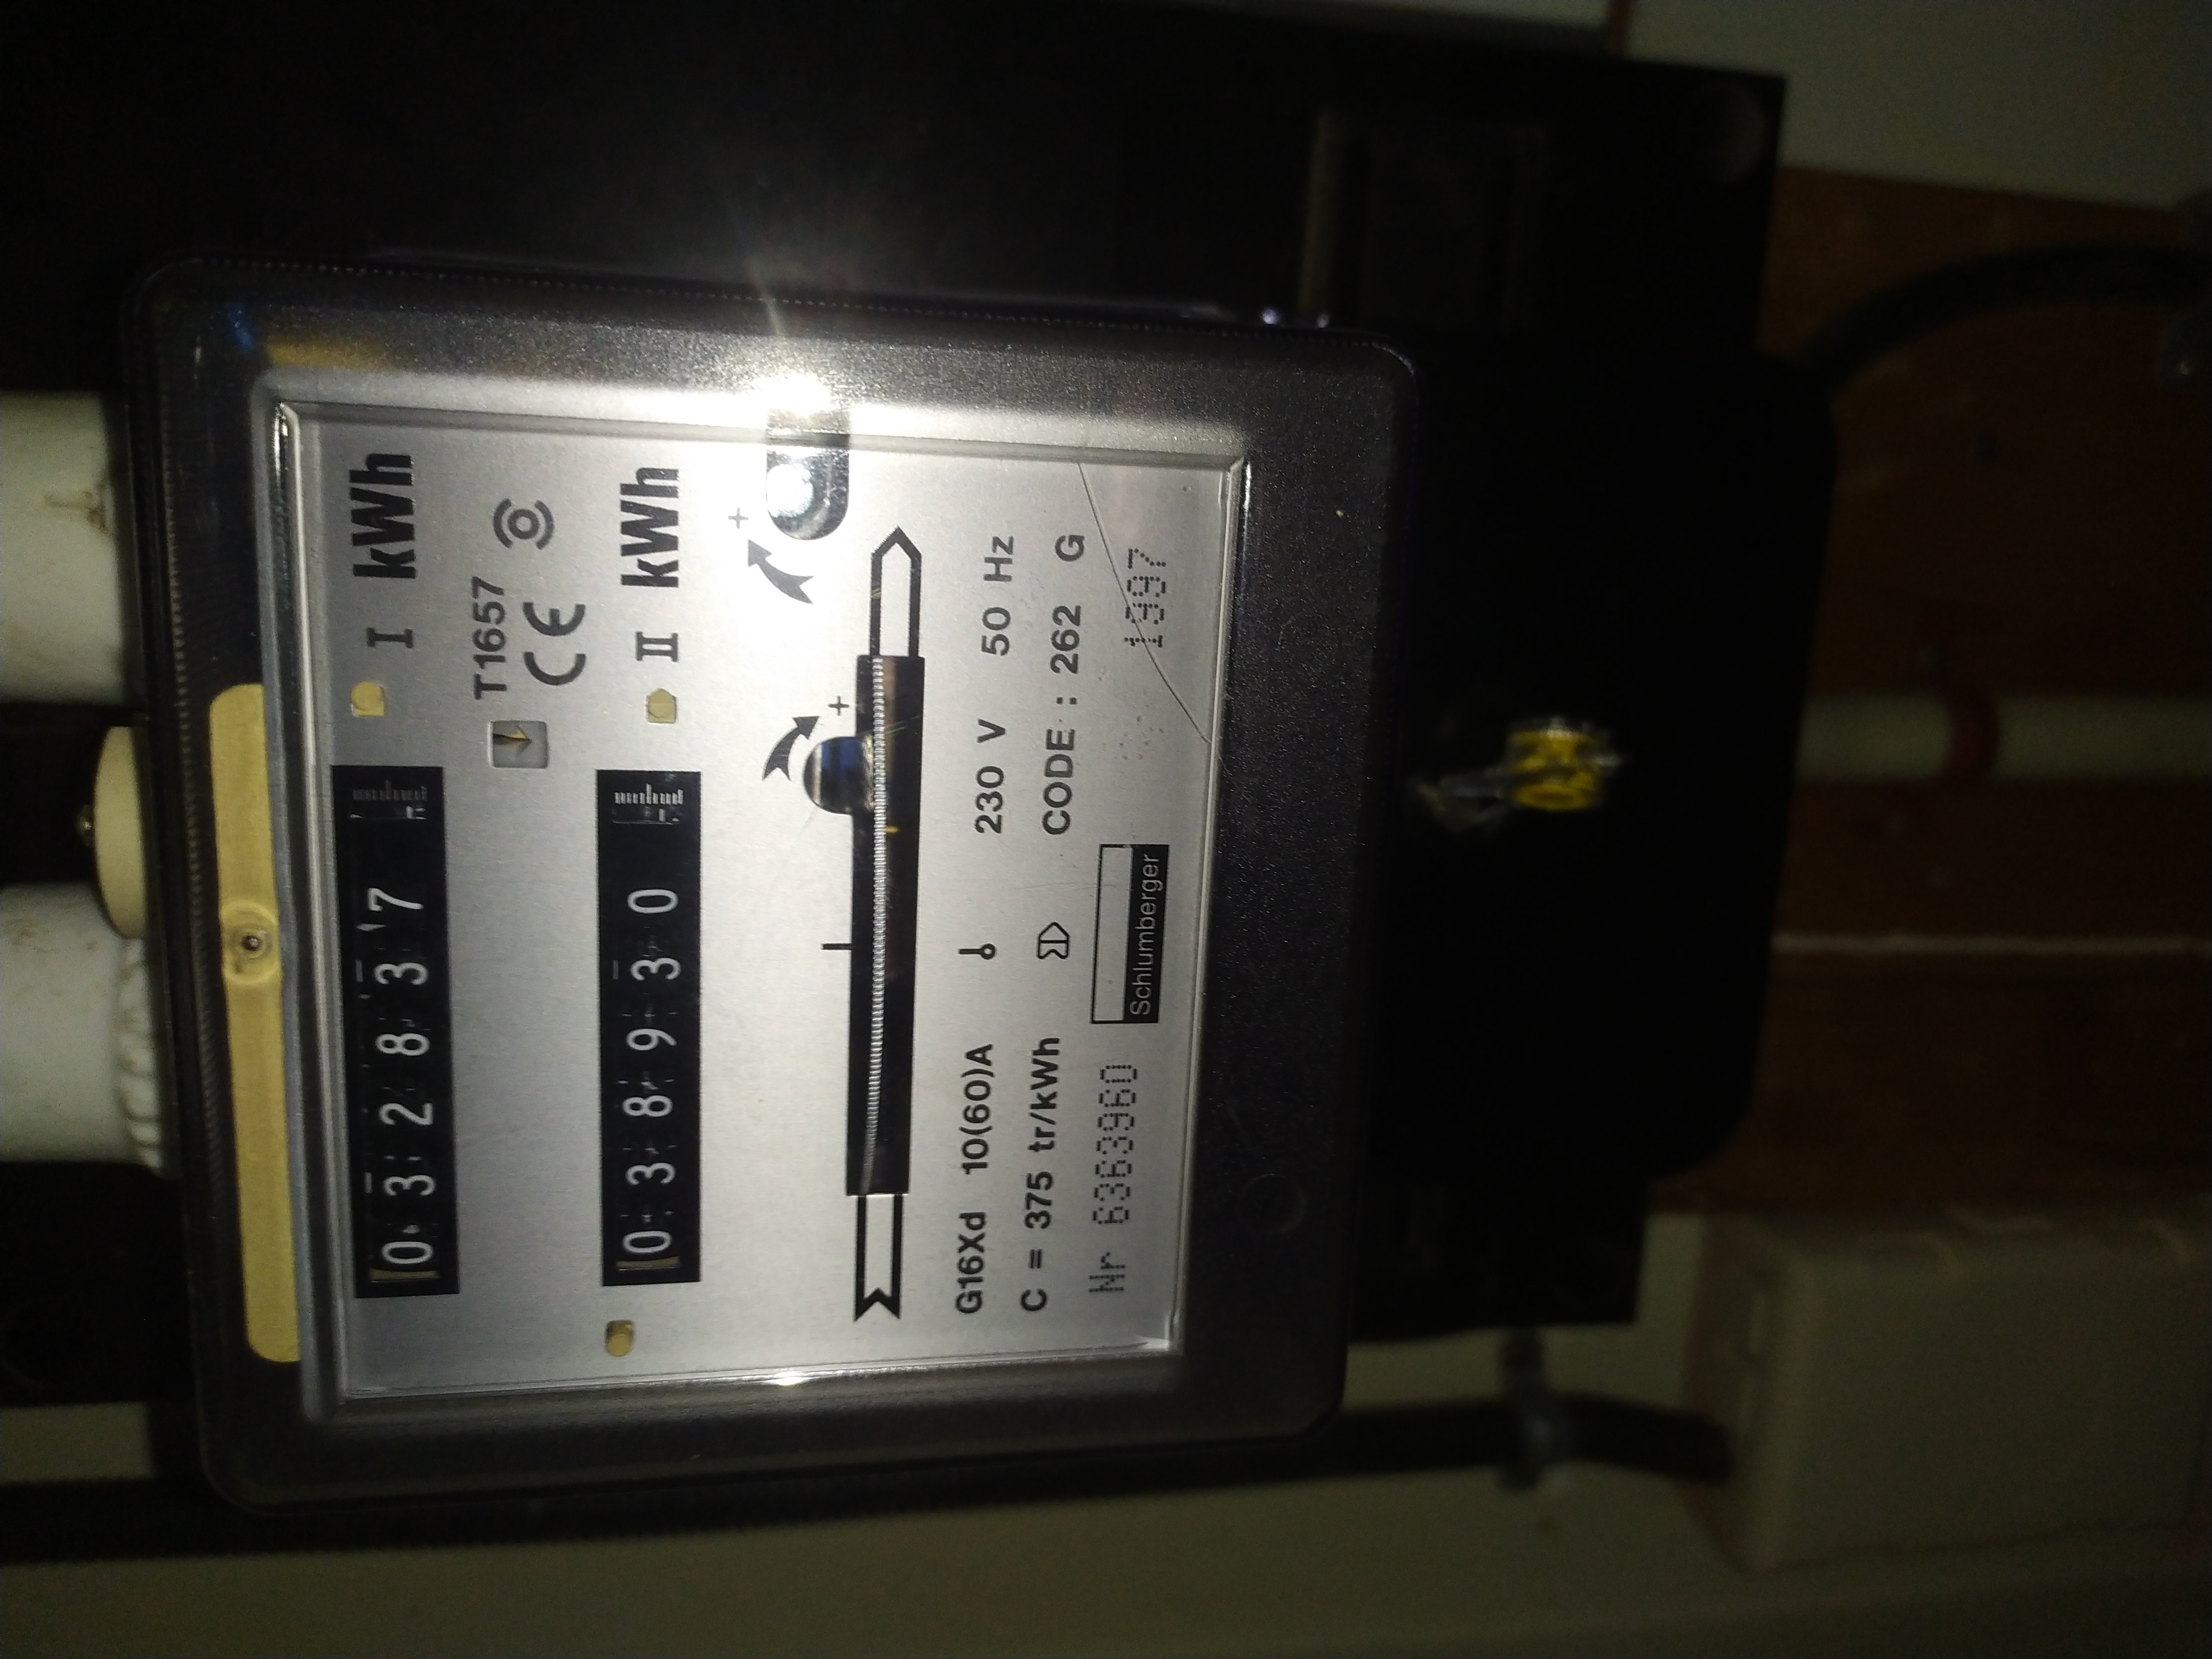 032837 I kWh
T1657
CE
038930 II kWh
+
+
G16Xd 10(60)A 230 V 50 Hz
C = 375 tr/kWh CODE : 262 G
Nr 6363960 Schlumberger 1997